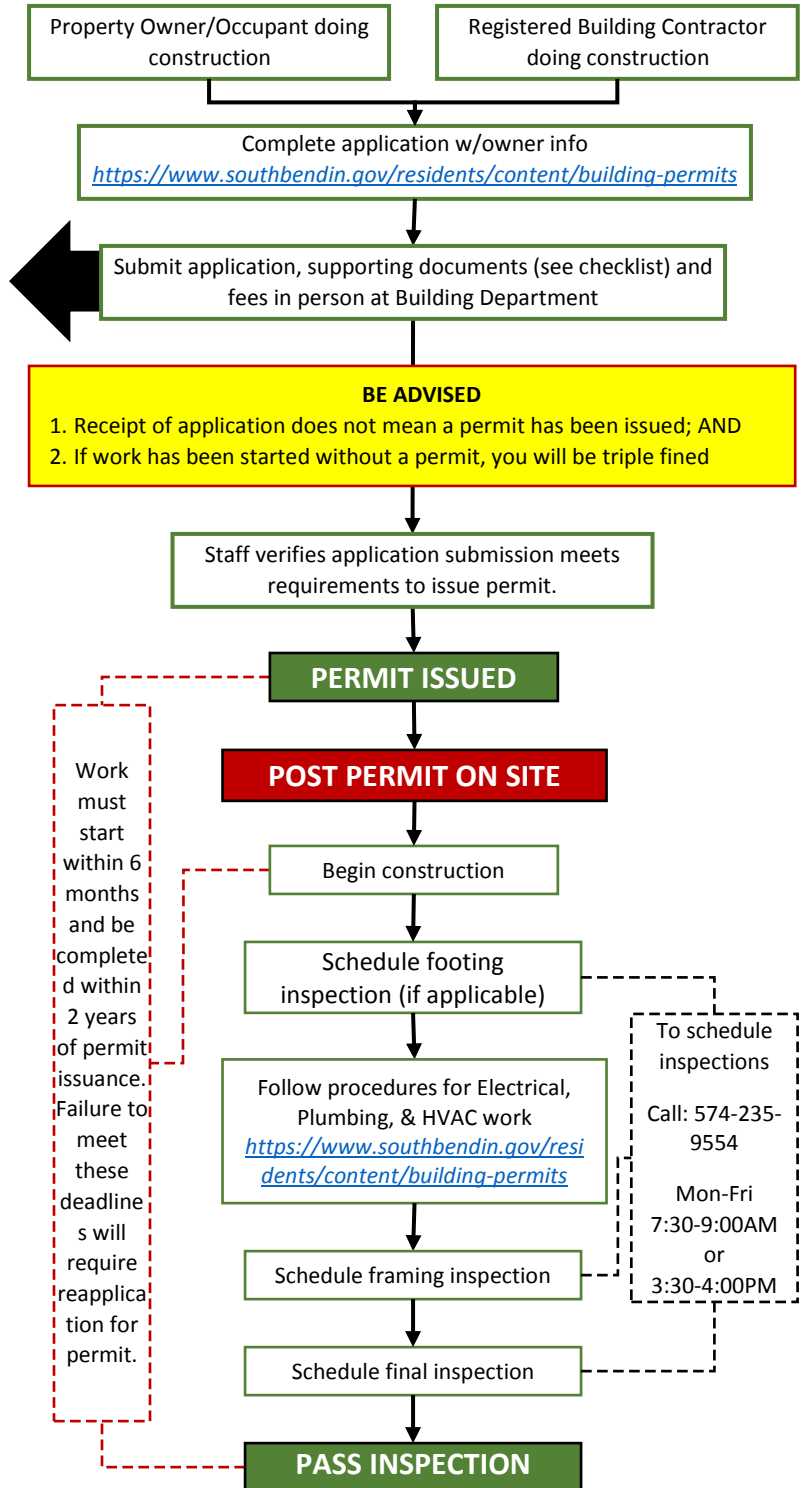 Property Owner/Occupant doing
construction
Registered Building Contractor
doing construction
Complete application w/owner info
https://www.southbendin.gov/residents/content/building-permits
Submit application, supporting documents (see checklist) and
fees in person at Building Department
BE ADVISED
1. Receipt of application does not mean a permit has been issued; AND
2. If work has been started without a permit, you will be triple fined
Staff verifies application submission meets
requirements to issue permit.
PERMIT ISSUED
POST PERMIT ON SITE
Work
must
start
within 6
months
and be
complete
d within
2 years
of permit
issuance.
Failure to
meet
these
deadline
s will
require
reapplica
tion for
permit.
Begin construction
Schedule footing
inspection (if applicable)
Follow procedures for Electrical,
Plumbing, & HVAC work
https://www.southbendin.gov/resi
dents/content/building-permits
To schedule
inspections
Call: 574-235-
9554
Mon-Fri
7:30-9:00AM
or
3:30-4:00PM
Schedule framing inspection
Schedule final inspection
PASS INSPECTION